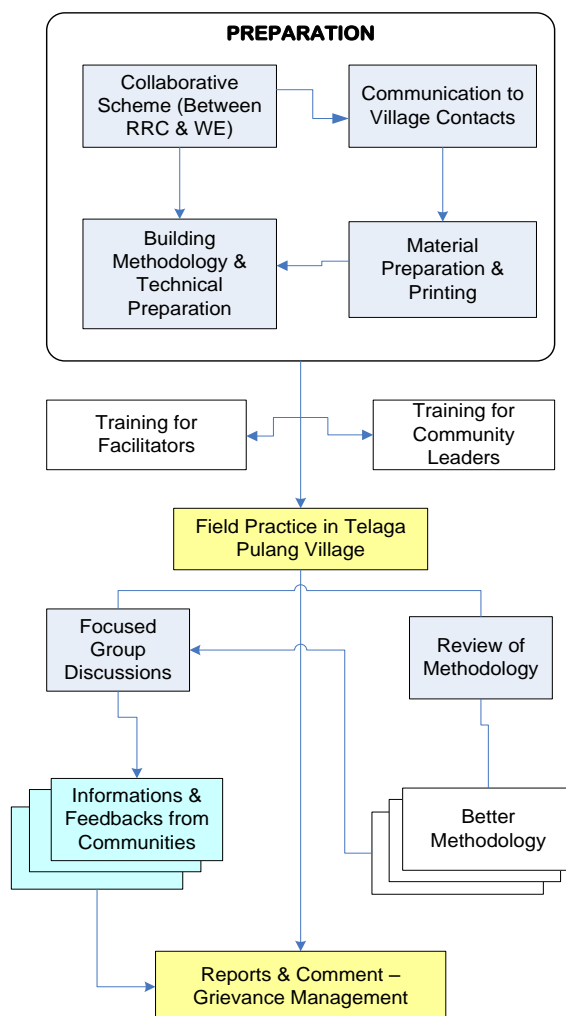 PREPARATION
Collaborative
Scheme (Between
RRC & WE)
Communication to
Village Contacts
Building
Methodology &
Technical
Preparation
Material
Preparation &
Printing
Training for
Facilitators
Training for
Community
Leaders
Field Practice in Telaga
Pulang Village
Focused
Group
Discussions
Review of
Methodology
Informations &
Feedbacks from
Communities
Better
Methodology
Reports & Comment –
Grievance Management